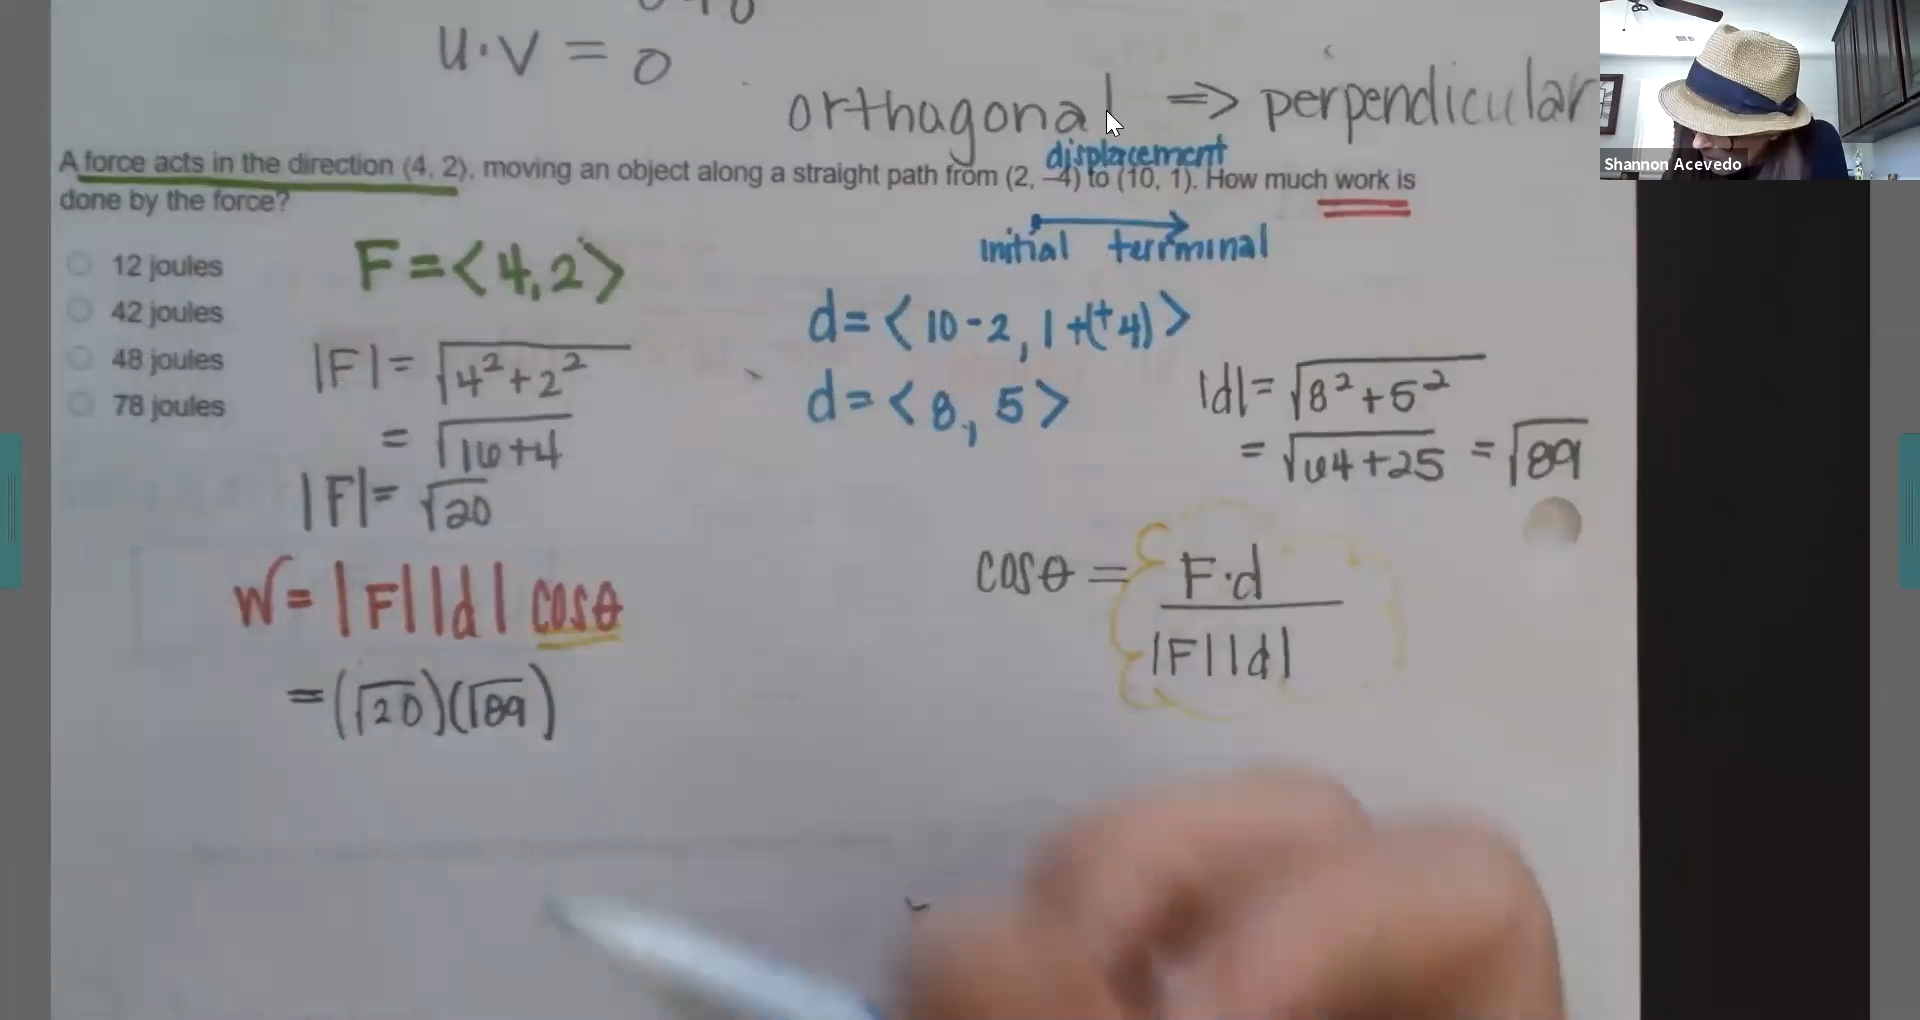 u·v = 0
orthagonal => perpendicular
Shannon Acevedo
displacement
A force acts in the direction ⟨4, 2⟩, moving an object along a straight path from (2, –4) to (10, 1). How much work is
done by the force?
initial terminal
12 joules
42 joules
48 joules
78 joules
F = <4,2>
|F| = √4²+2²
= √16+4
|F| = √20
d = <10-2, 1+(+4)>
d = <8, 5>
|d| = √8²+5²
= √64+25 = √89
W = |F||d| cosθ
= (√20)(√89)
cosθ = F·d
|F||d|